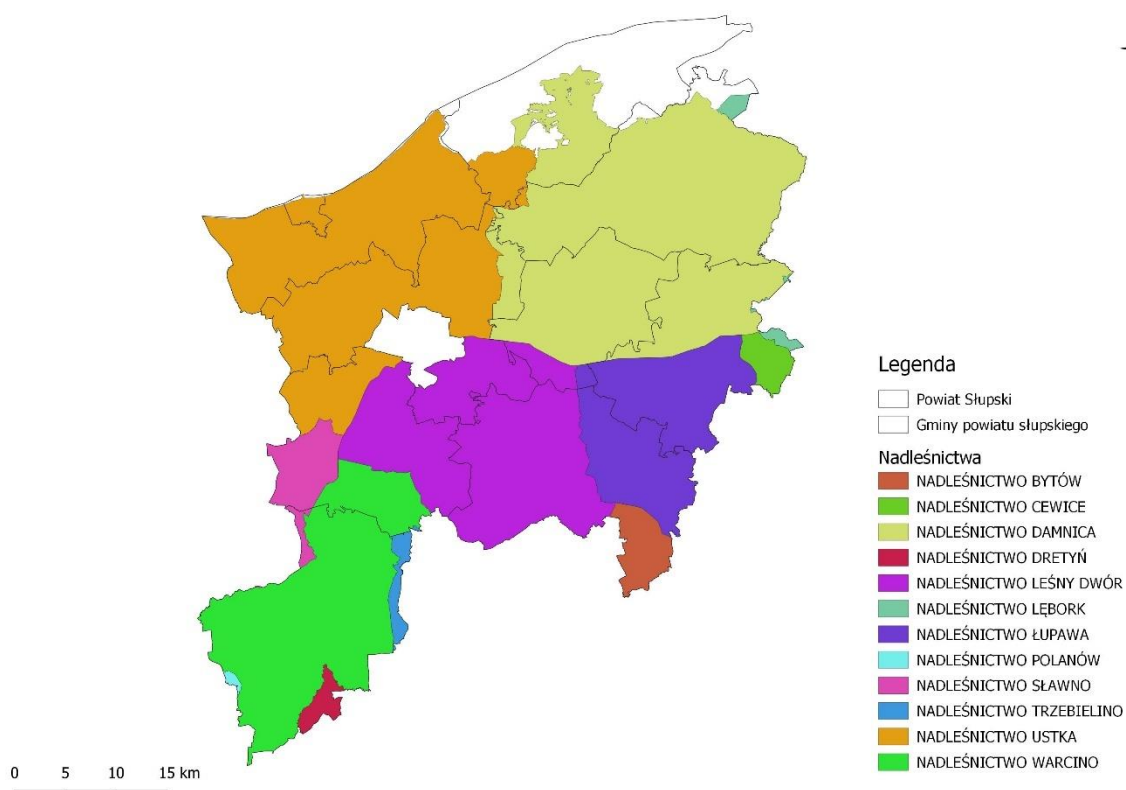 Legenda
Powiat Słupski
Gminy powiatu słupskiego
Nadleśnictwa
NADLEŚNICTWO BYTÓW
NADLEŚNICTWO CEWICE
NADLEŚNICTWO DAMNICA
NADLEŚNICTWO DRETYŃ
NADLEŚNICTWO LEŚNY DWÓR
NADLEŚNICTWO LĘBORK
NADLEŚNICTWO ŁUPAWA
NADLEŚNICTWO POLANÓW
NADLEŚNICTWO SŁAWNO
NADLEŚNICTWO TRZEBIELINO
NADLEŚNICTWO USTKA
NADLEŚNICTWO WARCINO
0 5 10 15 km